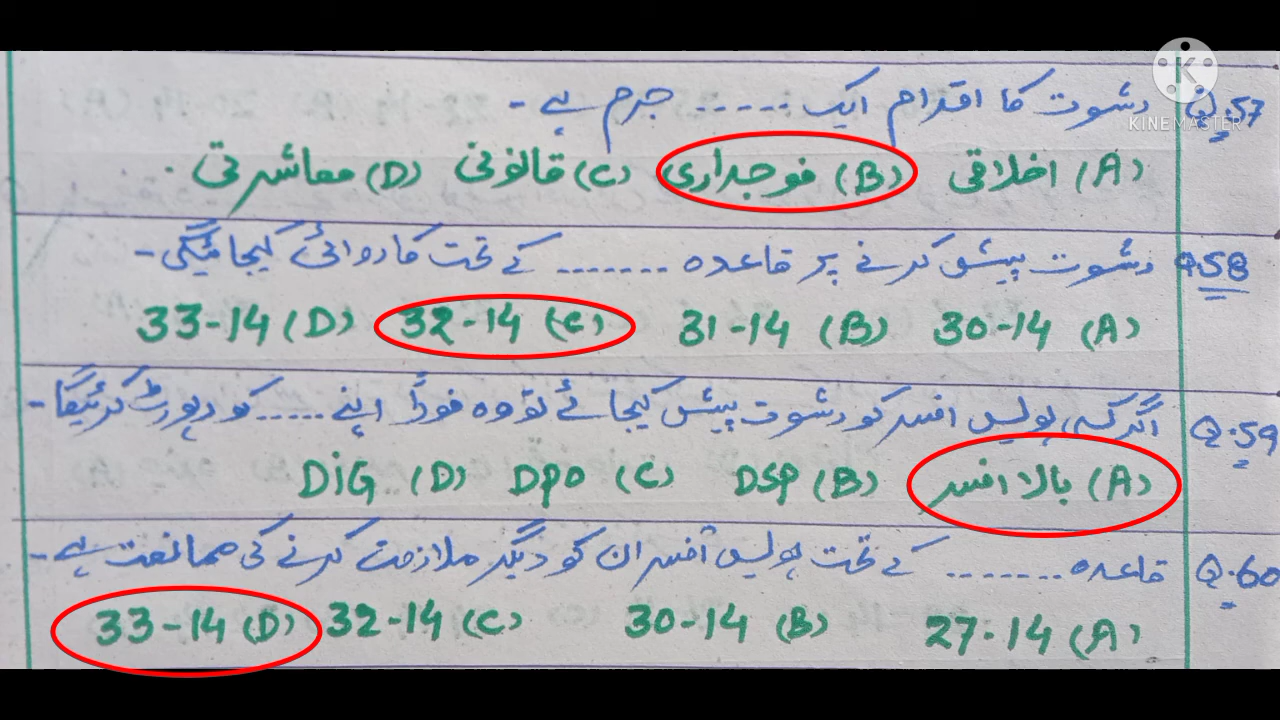 Q.57 رشوت کا اقدام ایک ...... جرم ہے -
(A) اخلاقی (B) فوجداری (C) قانونی (D) معاشرتی .
Q.58 رشوت پیش کرنے پر قاعدہ ....... کے تحت کاروائی کیجائیگی -
(A) 30-14 (B) 31-14 (C) 32-14 (D) 33-14
Q.59 اگر کسی پولیس افسر کو رشوت پیش کیجائے تو وہ فوراً اپنے ..... کو رپورٹ کرئیگا -
(A) بالا افسر (B) DSP (C) DPO (D) DiG
Q.60 قاعدہ ........ کے تحت پولیس افسران کو دیگر ملازمت کرنے کی ممانعت ہے -
(A) 27-14 (B) 30-14 (C) 32-14 (D) 33-14
K
KINEMASTER